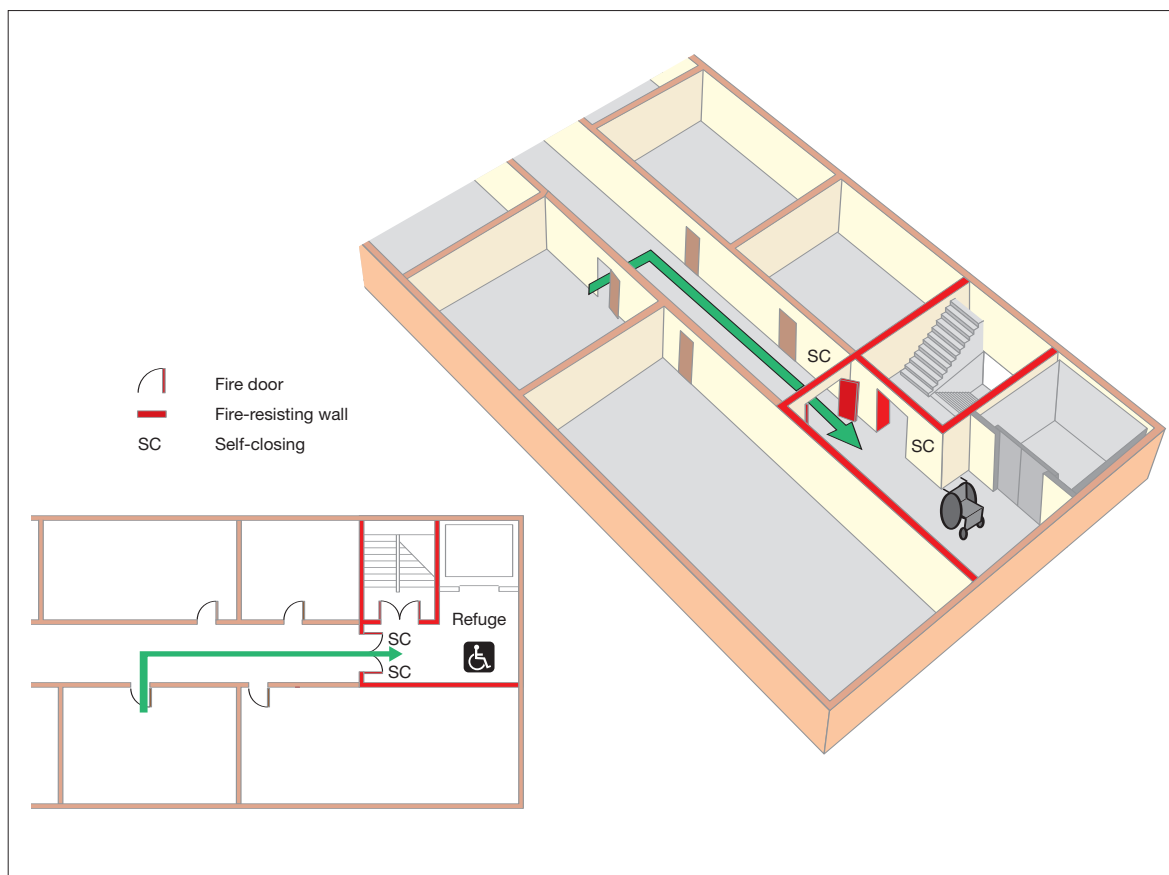 SC
SC
Fire door
Fire-resisting wall
SC Self-closing
Refuge
SC
SC